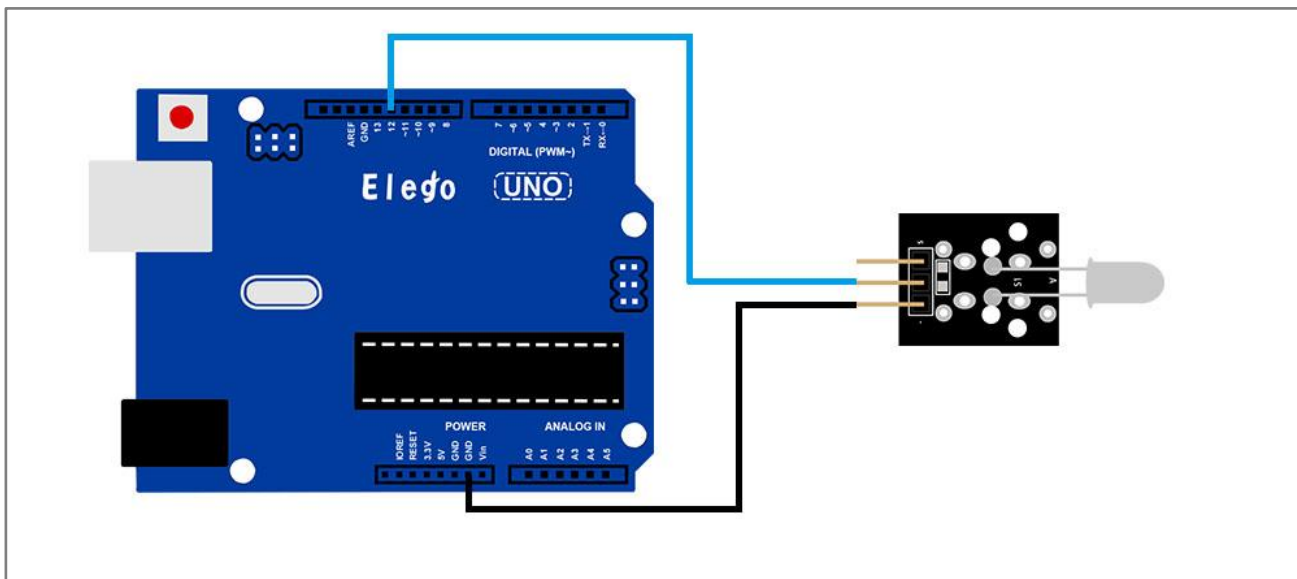 AREF
GND
13
12
~11
~10
~9
8
7
~6
~5
4
~3
2
TX→1
RX←0
DIGITAL (PWM~)
Elego
UNO
S
S1
V
-
POWER
ANALOG IN
IOREF
RESET
3.3V
5V
GND
GND
Vin
A0
A1
A2
A3
A4
A5